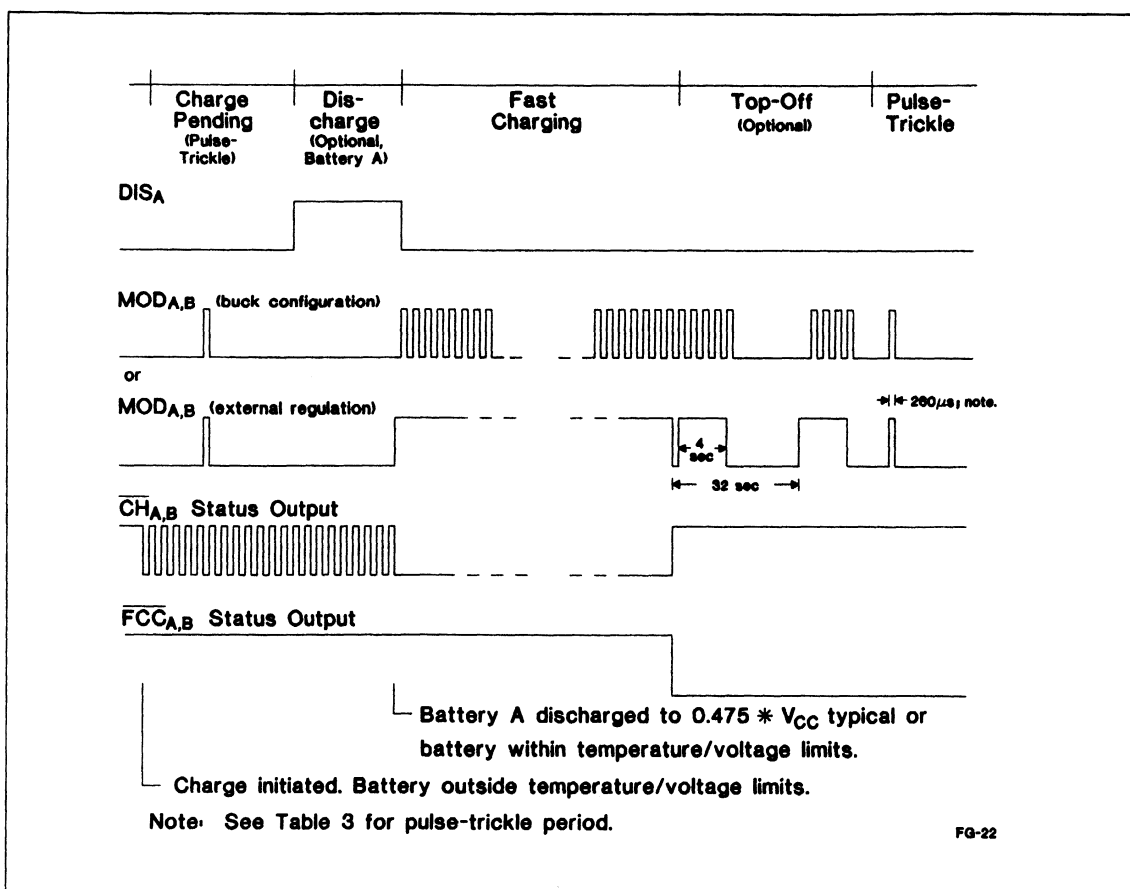 Charge
Pending
(Pulse-
Trickle)
Dis-
charge
(Optional,
Battery A)
Fast
Charging
Top-Off
(Optional)
Pulse-
Trickle
DISA
MODA,B (buck configuration)
or
MODA,B (external regulation)
260µs; note.
4
sec
32 sec
CHA,B Status Output
FCCA,B Status Output
Battery A discharged to 0.475 * VCC typical or
battery within temperature/voltage limits.
Charge initiated. Battery outside temperature/voltage limits.
Note: See Table 3 for pulse-trickle period.
FG-22